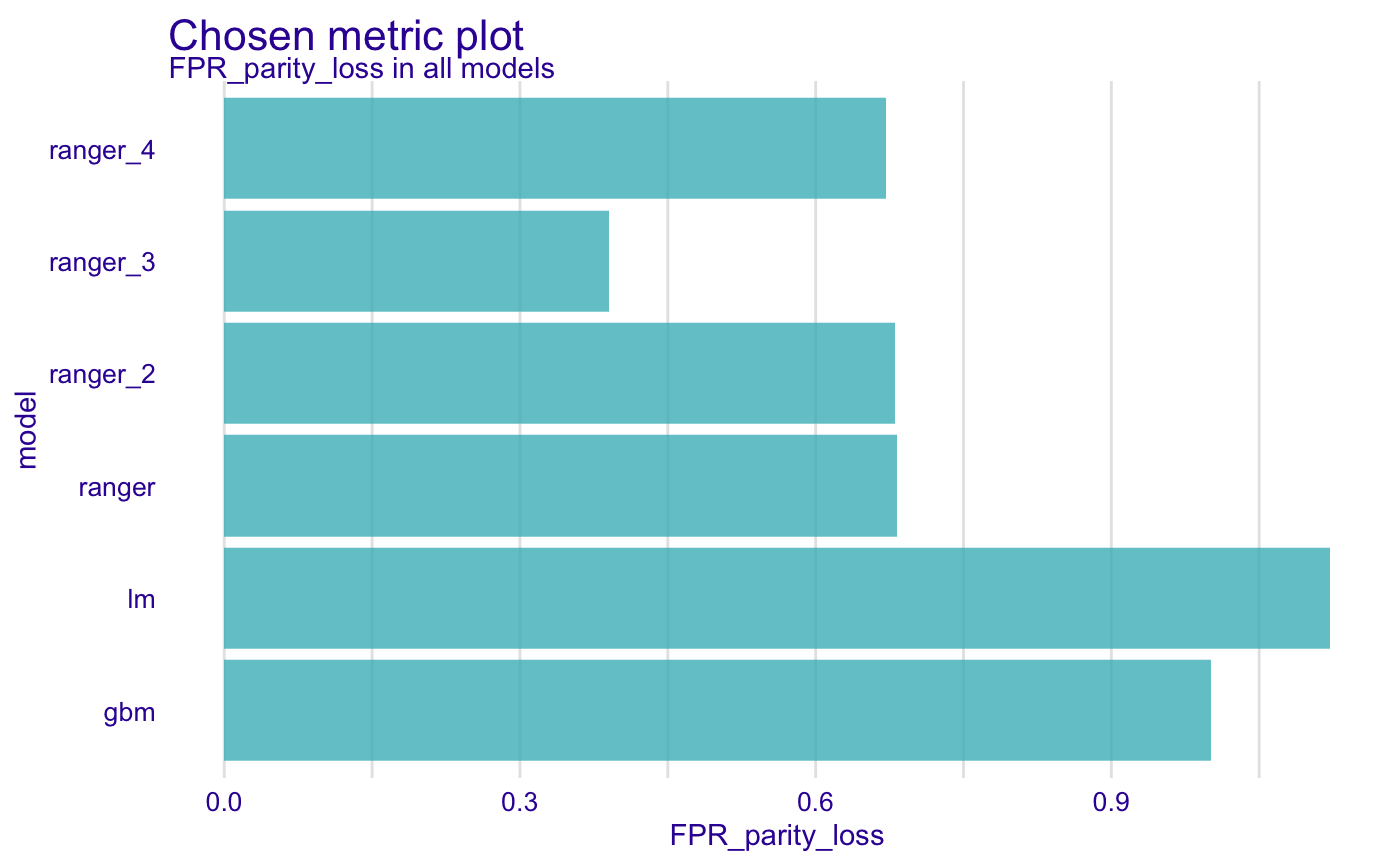 Chosen metric plot
FPR_parity_loss in all models
ranger_4
ranger_3
ranger_2
ranger
lm
gbm
model
0.0 0.3 0.6 0.9
FPR_parity_loss